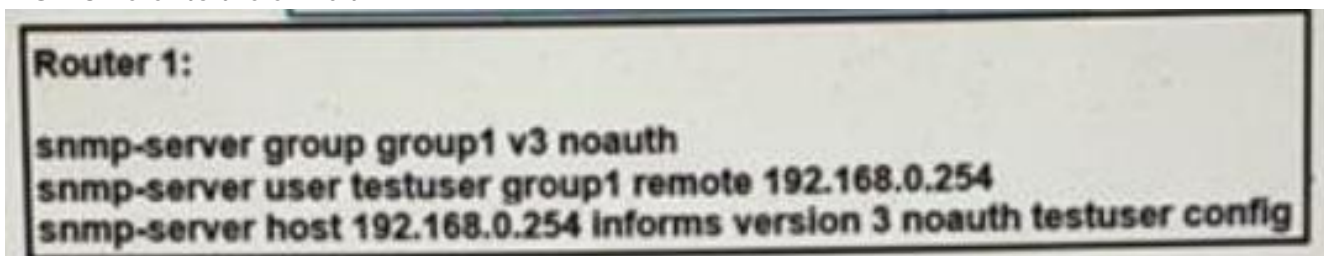 Router 1:
snmp-server group group1 v3 noauth
snmp-server user testuser group1 remote 192.168.0.254
snmp-server host 192.168.0.254 informs version 3 noauth testuser config